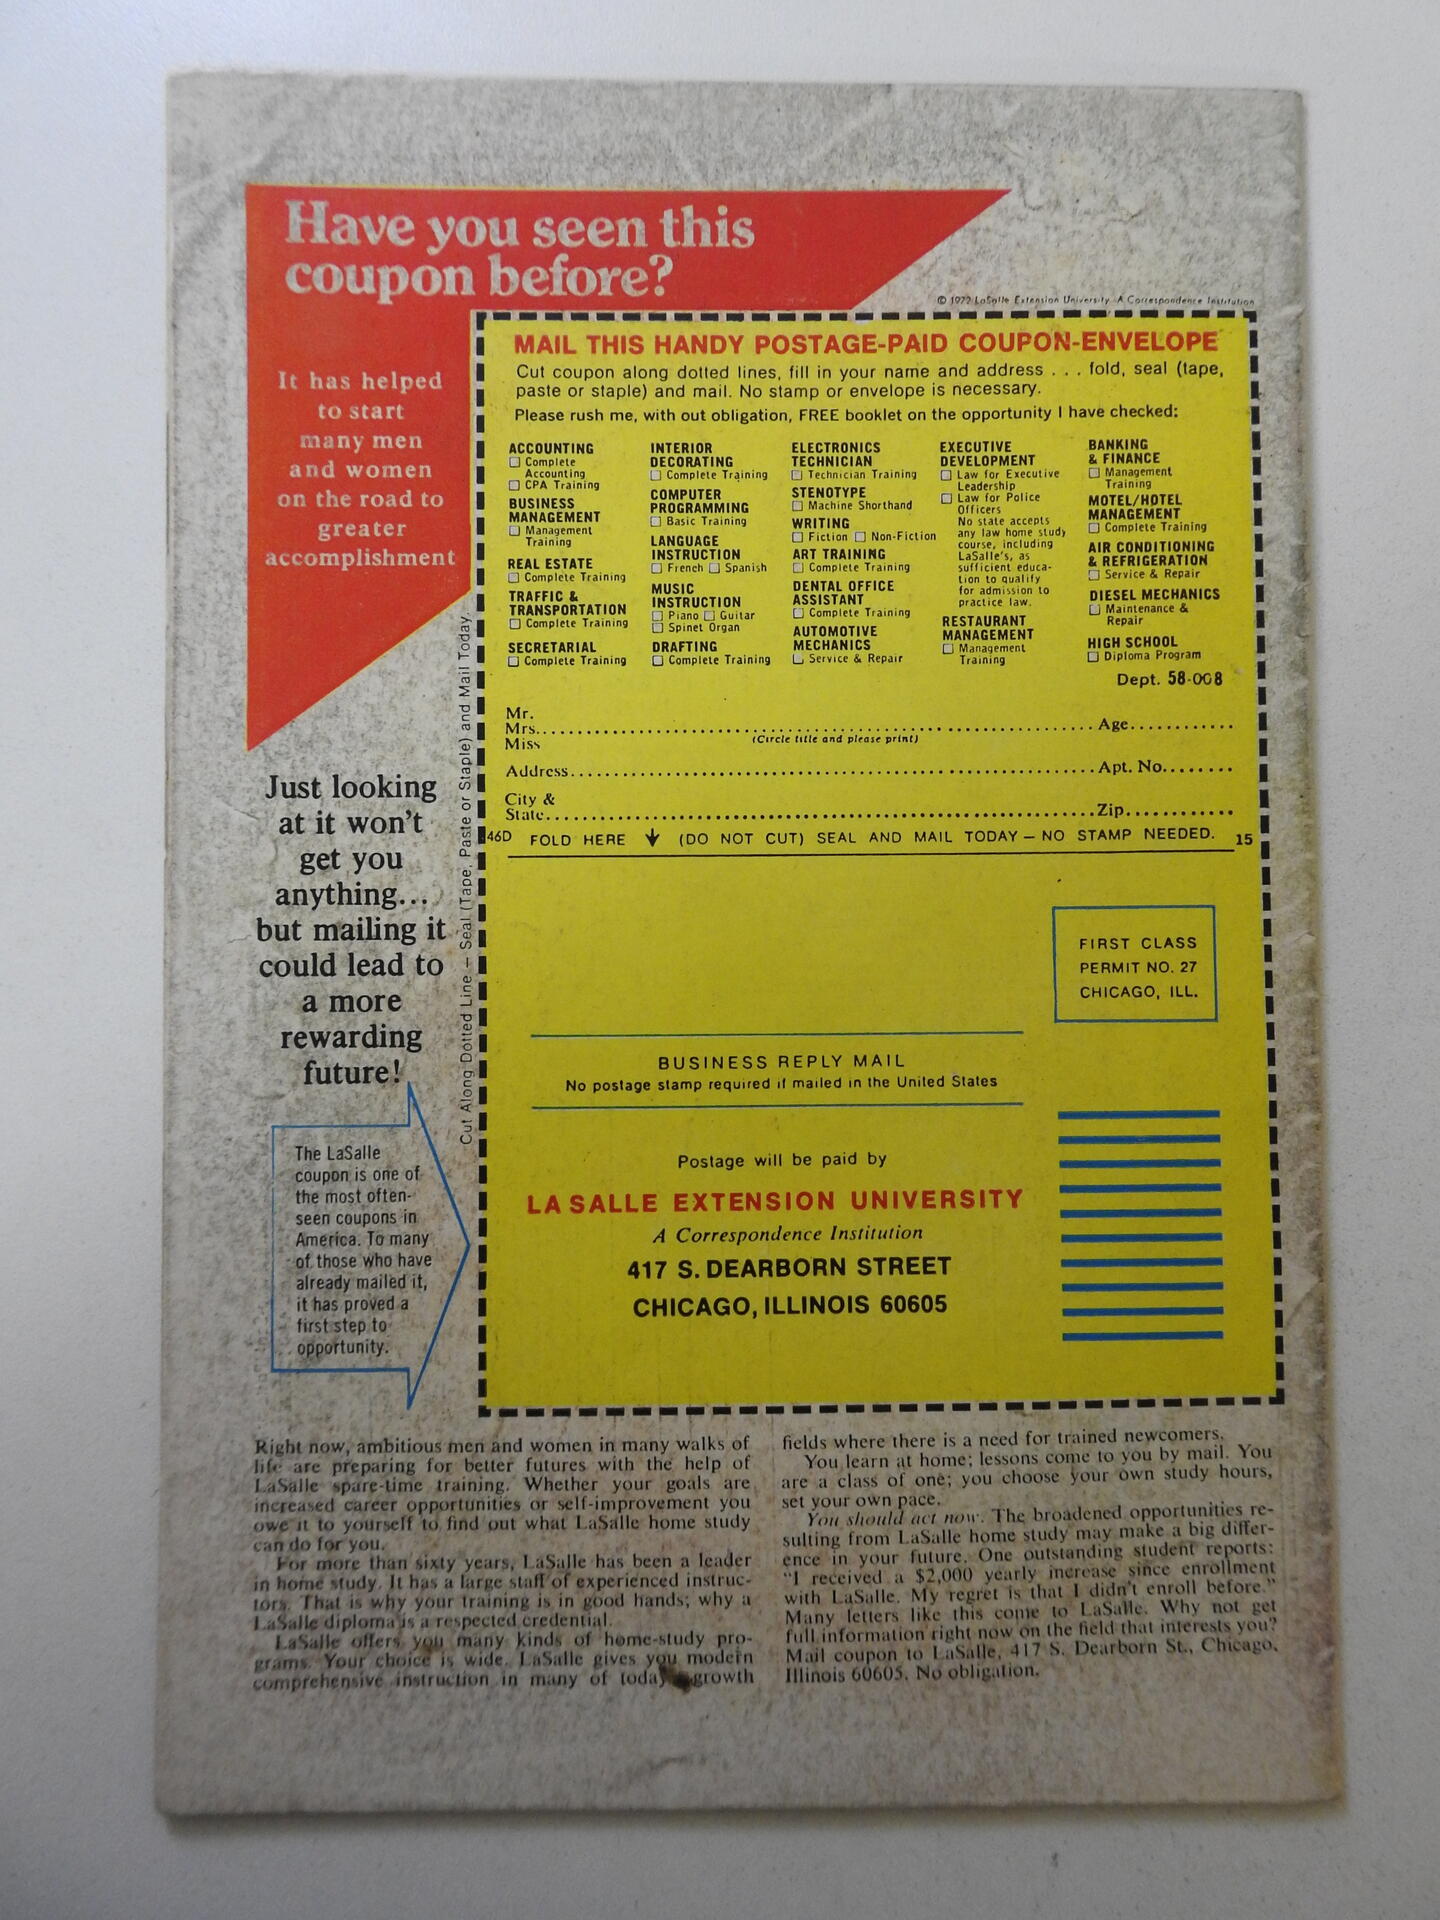 Have you seen this
coupon before?
© 1972 LaSalle Extension University A Correspondence Institution
It has helped
to start
many men
and women
on the road to
greater
accomplishment
MAIL THIS HANDY POSTAGE-PAID COUPON-ENVELOPE
Cut coupon along dotted lines, fill in your name and address . . . fold, seal (tape,
paste or staple) and mail. No stamp or envelope is necessary.
Please rush me, with out obligation, FREE booklet on the opportunity I have checked:
ACCOUNTING
☐ Complete
Accounting
☐ CPA Training
BUSINESS
MANAGEMENT
☐ Management
Training
REAL ESTATE
☐ Complete Training
TRAFFIC &
TRANSPORTATION
☐ Complete Training
SECRETARIAL
☐ Complete Training
INTERIOR
DECORATING
☐ Complete Training
COMPUTER
PROGRAMMING
☐ Basic Training
LANGUAGE
INSTRUCTION
☐ French ☐ Spanish
MUSIC
INSTRUCTION
☐ Piano ☐ Guitar
☐ Spinet Organ
DRAFTING
☐ Complete Training
ELECTRONICS
TECHNICIAN
☐ Technician Training
STENOTYPE
☐ Machine Shorthand
WRITING
☐ Fiction ☐ Non-Fiction
ART TRAINING
☐ Complete Training
DENTAL OFFICE
ASSISTANT
☐ Complete Training
AUTOMOTIVE
MECHANICS
☐ Service & Repair
EXECUTIVE
DEVELOPMENT
☐ Law for Executive
Leadership
☐ Law for Police
Officers
No state accepts
any law home study
course, including
LaSalle's, as
sufficient educa-
tion to qualify
for admission to
practice law.
RESTAURANT
MANAGEMENT
☐ Management
Training
BANKING
& FINANCE
☐ Management
Training
MOTEL/HOTEL
MANAGEMENT
☐ Complete Training
AIR CONDITIONING
& REFRIGERATION
☐ Service & Repair
DIESEL MECHANICS
☐ Maintenance &
Repair
HIGH SCHOOL
☐ Diploma Program
Dept. 58-008
Mr.
Mrs. Age
Miss (Circle title and please print)
Address Apt. No.
City &
State Zip
46D FOLD HERE ↓ (DO NOT CUT) SEAL AND MAIL TODAY — NO STAMP NEEDED. 15
Cut Along Dotted Line — Seal (Tape, Paste or Staple) and Mail Today.
Just looking
at it won't
get you
anything...
but mailing it
could lead to
a more
rewarding
future!
FIRST CLASS
PERMIT NO. 27
CHICAGO, ILL.
BUSINESS REPLY MAIL
No postage stamp required if mailed in the United States
Postage will be paid by
LA SALLE EXTENSION UNIVERSITY
A Correspondence Institution
417 S. DEARBORN STREET
CHICAGO, ILLINOIS 60605
The LaSalle
coupon is one of
the most often-
seen coupons in
America. To many
of those who have
already mailed it,
it has proved a
first step to
opportunity.
Right now, ambitious men and women in many walks of
life are preparing for better futures with the help of
LaSalle spare-time training. Whether your goals are
increased career opportunities or self-improvement you
owe it to yourself to find out what LaSalle home study
can do for you.
For more than sixty years, LaSalle has been a leader
in home study. It has a large staff of experienced instruc-
tors. That is why your training is in good hands; why a
LaSalle diploma is a respected credential.
LaSalle offers you many kinds of home-study pro-
grams. Your choice is wide. LaSalle gives you modern
comprehensive instruction in many of today growth
fields where there is a need for trained newcomers.
You learn at home; lessons come to you by mail. You
are a class of one; you choose your own study hours,
set your own pace.
You should act now. The broadened opportunities re-
sulting from LaSalle home study may make a big differ-
ence in your future. One outstanding student reports:
"I received a $2,000 yearly increase since enrollment
with LaSalle. My regret is that I didn't enroll before."
Many letters like this come to LaSalle. Why not get
full information right now on the field that interests you?
Mail coupon to LaSalle, 417 S. Dearborn St., Chicago,
Illinois 60605. No obligation.